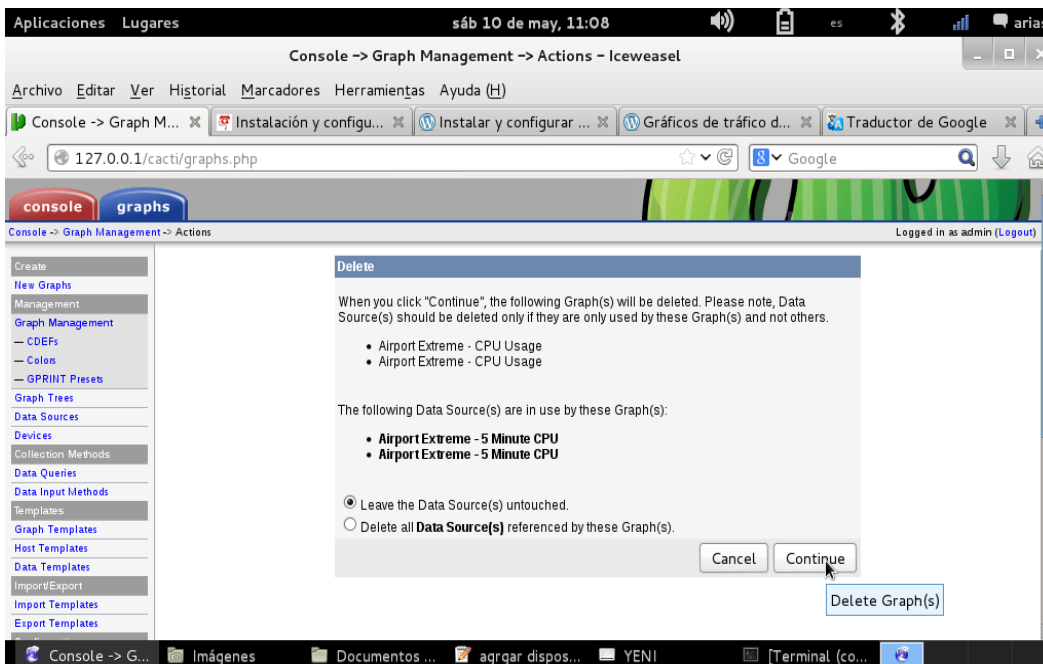 Aplicaciones Lugares sáb 10 de may, 11:08 es arias
Console -> Graph Management -> Actions - Iceweasel
Archivo Editar Ver Historial Marcadores Herramientas Ayuda (H)
Console -> Graph M... Instalación y configu... Instalar y configurar ... Gráficos de tráfico d... Traductor de Google
127.0.0.1/cacti/graphs.php Google
console graphs
Console -> Graph Management -> Actions Logged in as admin (Logout)
Create
New Graphs
Management
Graph Management
— CDEFs
— Colors
— GPRINT Presets
Graph Trees
Data Sources
Devices
Collection Methods
Data Queries
Data Input Methods
Templates
Graph Templates
Host Templates
Data Templates
Import/Export
Import Templates
Export Templates
Delete
When you click "Continue", the following Graph(s) will be deleted. Please note, Data
Source(s) should be deleted only if they are only used by these Graph(s) and not others.
• Airport Extreme - CPU Usage
• Airport Extreme - CPU Usage
The following Data Source(s) are in use by these Graph(s):
• Airport Extreme - 5 Minute CPU
• Airport Extreme - 5 Minute CPU
Leave the Data Source(s) untouched.
Delete all Data Source(s) referenced by these Graph(s).
Cancel Continue
Delete Graph(s)
Console -> G... Imágenes Documentos ... agrgar dispos... YENI [Terminal (co...